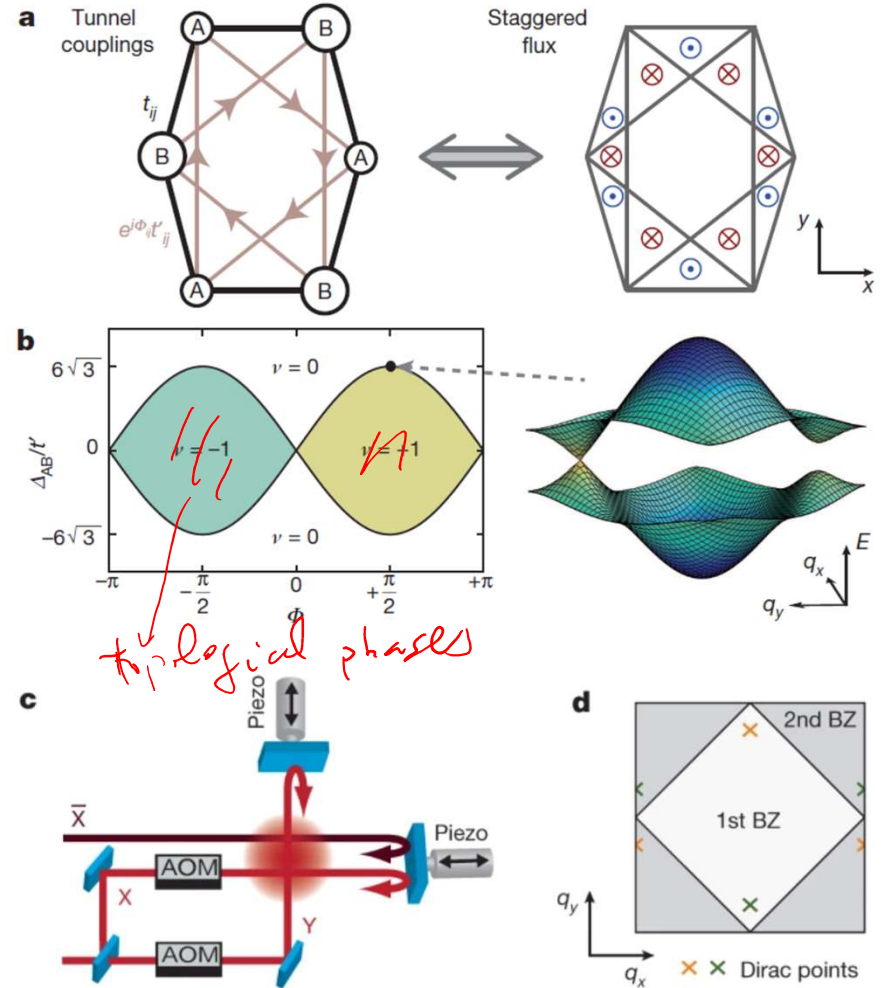 a
Tunnel
couplings
Staggered
flux
A
B
t_ij
B
A
e^{iΦ_ij}t'_ij
A
B
y
x
b
6√3
ν = 0
Δ_AB/t'
0
ν = −1
ν = +1
−6√3
ν = 0
−π
−π/2
0
+π/2
+π
Φ
E
q_x
q_y
topological phases
c
Piezo
X̄
Piezo
AOM
X
Y
AOM
d
2nd BZ
1st BZ
q_y
q_x
Dirac points